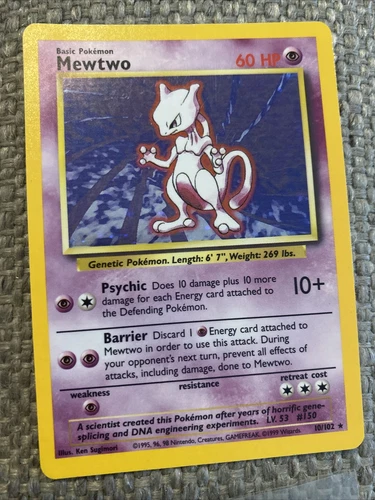 Basic Pokémon
Mewtwo 60 HP
Genetic Pokémon. Length: 6' 7", Weight: 269 lbs.
Psychic Does 10 damage plus 10 more
damage for each Energy card attached to
the Defending Pokémon.
10+
Barrier Discard 1 Energy card attached to
Mewtwo in order to use this attack. During
your opponent's next turn, prevent all effects of
attacks, including damage, done to Mewtwo.
weakness resistance retreat cost
A scientist created this Pokémon after years of horrific gene-
splicing and DNA engineering experiments. LV. 53 #150
Illus. Ken Sugimori ©1995, 96, 98 Nintendo, Creatures, GAMEFREAK. ©1999 Wizards. 10/102 ★